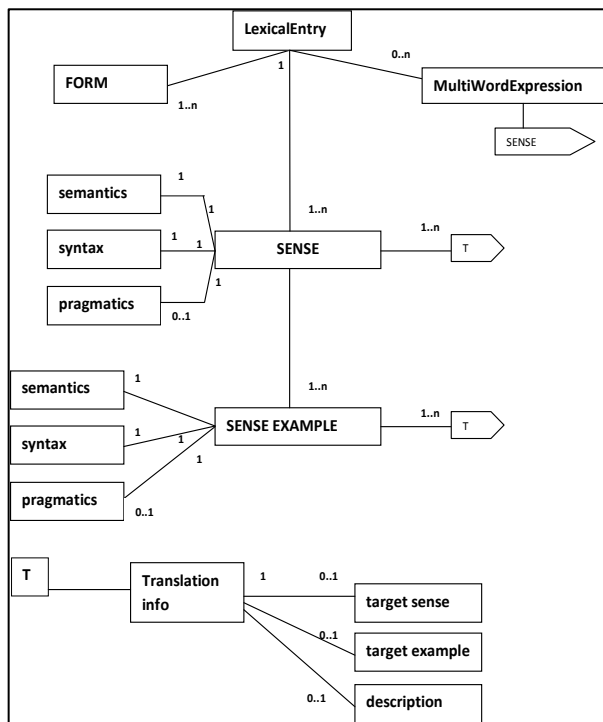 LexicalEntry
1
0..n
FORM
1..n
MultiWordExpression
SENSE
semantics
1
1
syntax
1
1
pragmatics
0..1
1
1..n
SENSE
1..n
T
1..n
semantics
1
syntax
1
1
pragmatics
0..1
1
SENSE EXAMPLE
1..n
T
T
Translation
info
1
0..1
target sense
0..1
target example
0..1
description